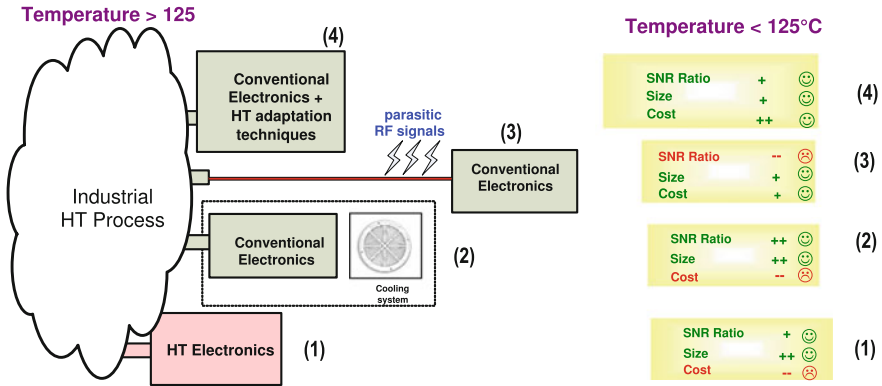 Temperature > 125
(4)
Conventional
Electronics +
HT adaptation
techniques
parasitic
RF signals
(3)
Conventional
Electronics
Industrial
HT Process
Conventional
Electronics
Cooling
system
(2)
HT Electronics
(1)
Temperature < 125°C
SNR Ratio +
Size +
Cost ++
(4)
SNR Ratio --
Size +
Cost +
(3)
SNR Ratio ++
Size ++
Cost --
(2)
SNR Ratio +
Size ++
Cost --
(1)